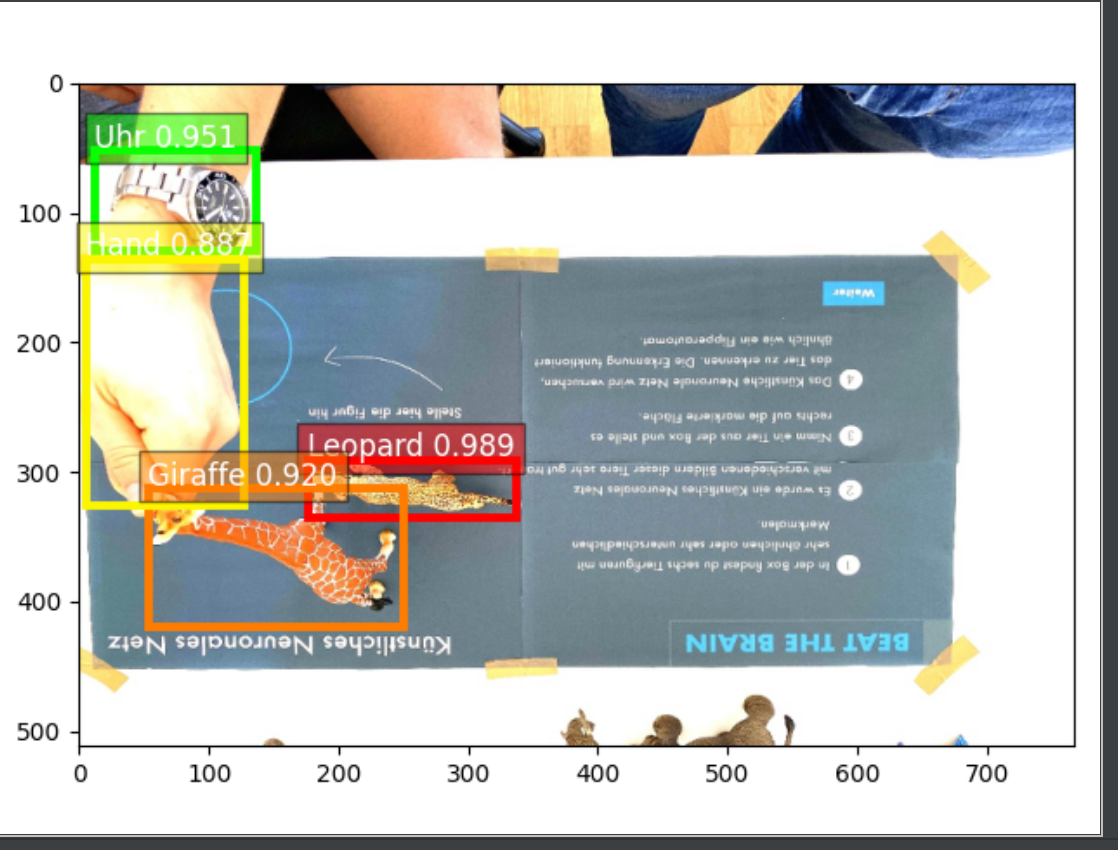 Uhr 0.951
Hand 0.887
Leopard 0.989
Giraffe 0.920
BEAT THE BRAIN
Künstliches Neuronales Netz
1 In der Box findest du sechs Tierfiguren mit
sehr ähnlichen oder sehr unterschiedlichen
Merkmalen.
2 Es wurde ein Künstliches Neuronales Netz
mit verschiedenen Bildern dieser Tiere sehr gut
3 Nimm ein Tier aus der Box und stelle es
rechts auf die markierte Fläche.
4 Das Künstliche Neuronale Netz wird versuchen,
das Tier zu erkennen. Die Erkennung funktioniert
ähnlich wie ein Flipperautomat.
Weiter
Stelle hier die Figur hin
0
100
200
300
400
500
0 100 200 300 400 500 600 700